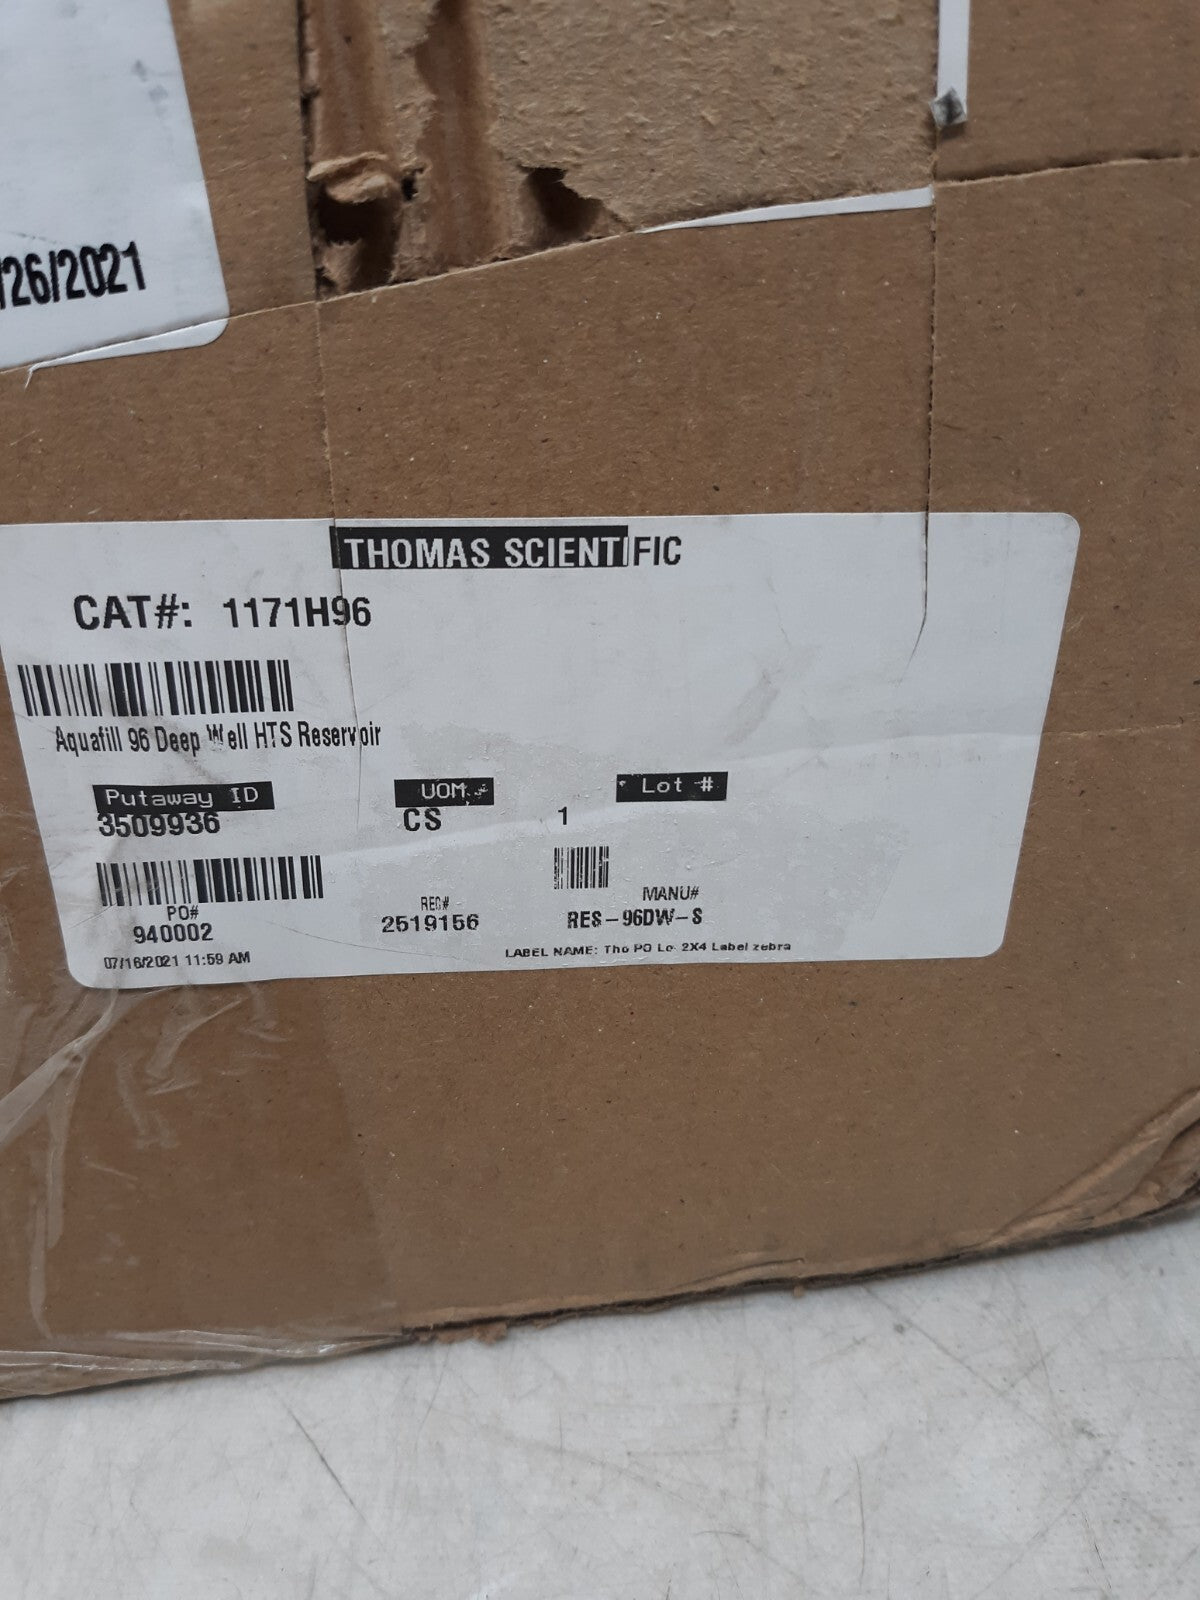 /26/2021
THOMAS SCIENTIFIC
CAT#: 1171H96
Aquafill 96 Deep Well HTS Reservoir
Putaway ID UOM Lot #
3509936 CS 1
PO# REC# MANU#
940002 2519156 RES-96DW-S
07/16/2021 11:59 AM LABEL NAME: Tho PO Lo 2X4 Label zebra